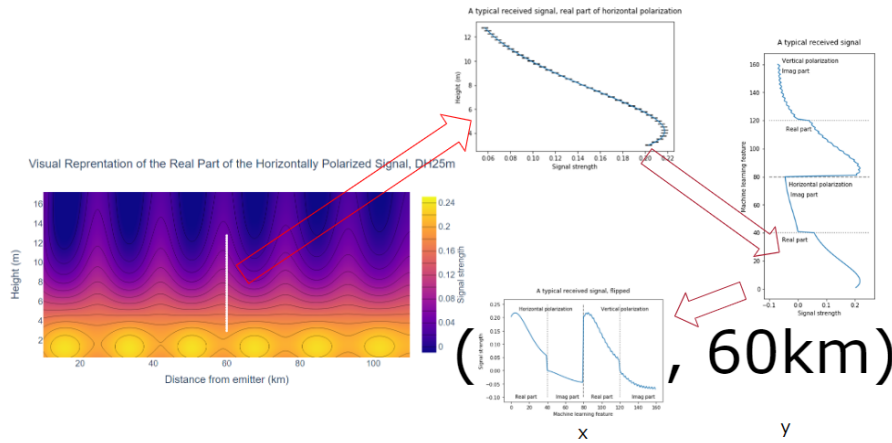 A typical received signal, real part of horizontal polarization
Height (m)
12
10
8
6
4
0.06 0.08 0.10 0.12 0.14 0.16 0.18 0.20 0.22
Signal strength
A typical received signal
Machine learning feature
160
140
120
100
80
60
40
20
0
Vertical polarization
Imag part
Real part
Horizontal polarization
Imag part
Real part
-0.1 0.0 0.1 0.2
Signal strength
Visual Reprentation of the Real Part of the Horizontally Polarized Signal, DH25m
Height (m)
16
14
12
10
8
6
4
2
20 40 60 80 100
Distance from emitter (km)
0.24
0.2
0.16
0.12
0.08
0.04
0
Signal strength
A typical received signal, flipped
Signal strength
0.25
0.20
0.15
0.10
0.05
0.00
-0.05
-0.10
Horizontal polarization Vertical polarization
Real part Imag part Real part Imag part
0 20 40 60 80 100 120 140 160
Machine learning feature
( , 60km)
x y